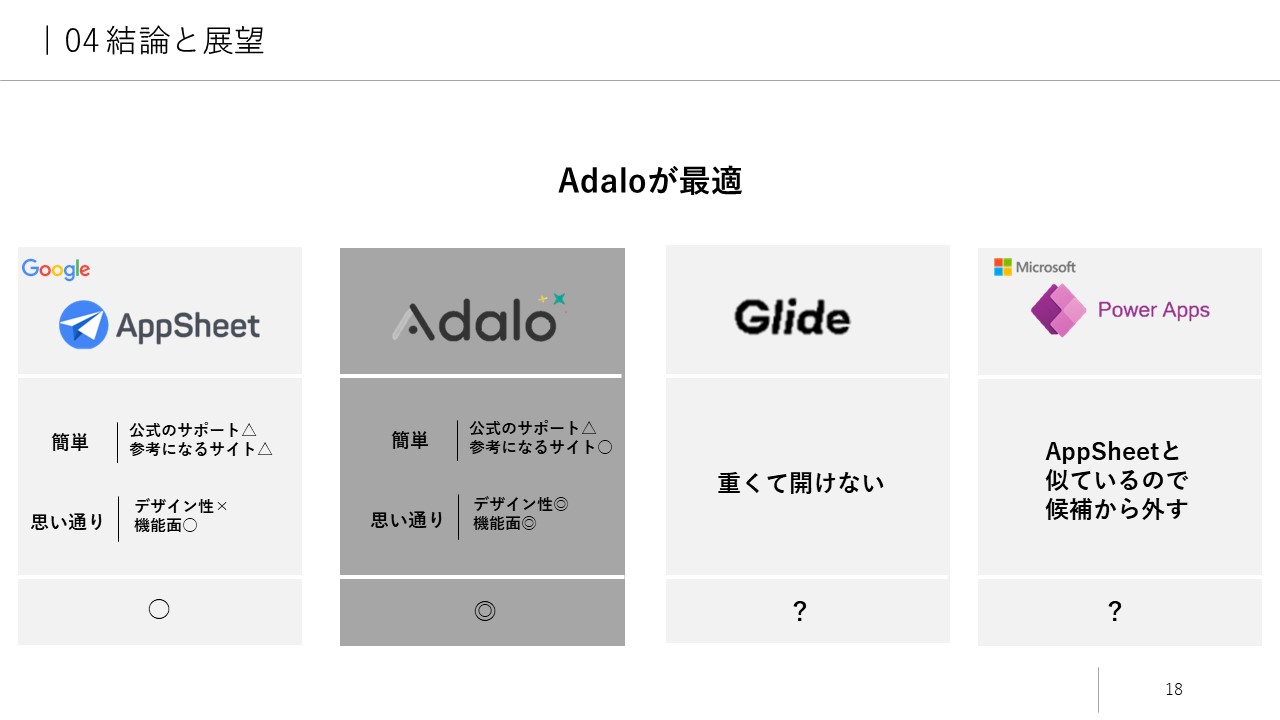 04 結論と展望
Adaloが最適
Google
AppSheet
簡単
公式のサポート△
参考になるサイト△
思い通り
デザイン性×
機能面○
○
Adalo
簡単
公式のサポート△
参考になるサイト○
思い通り
デザイン性◎
機能面◎
◎
Glide
重くて開けない
?
Microsoft
Power Apps
AppSheetと
似ているので
候補から外す
?
18